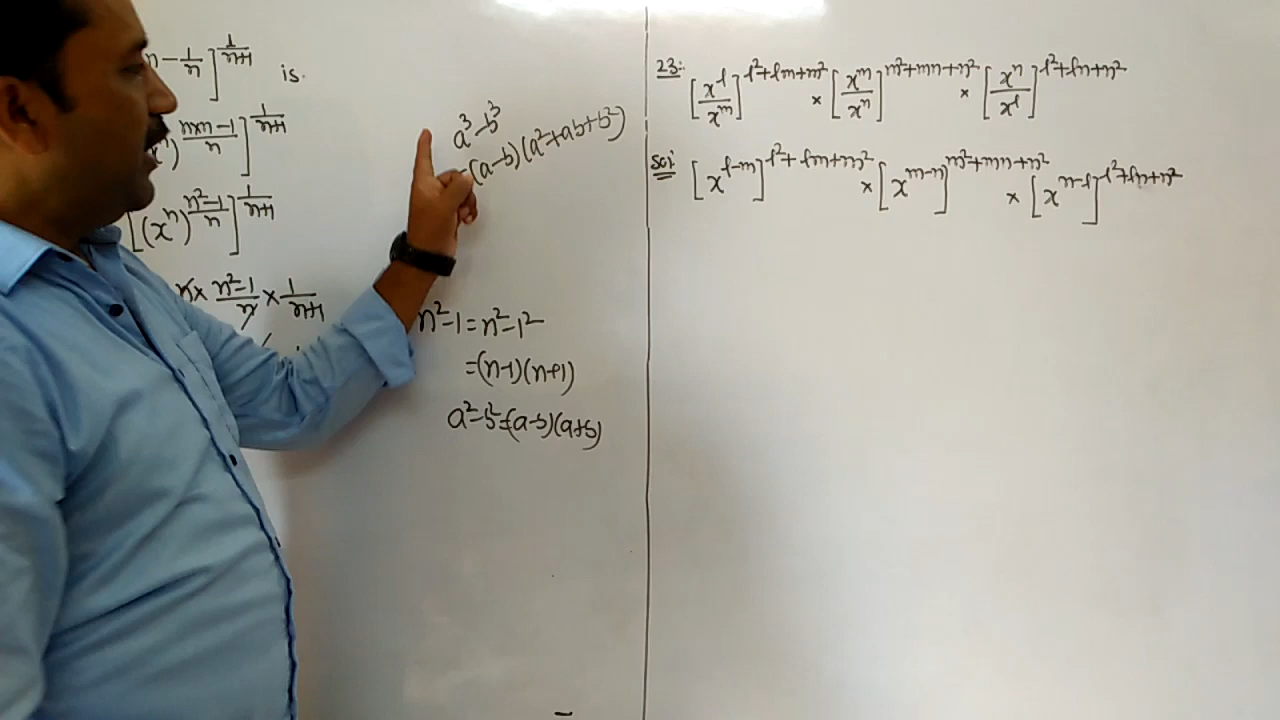 n - 1/n]^(1/(n+1)) is.
x^n)^((n×n-1)/n)]^(1/(n+1))
[(x^n)^((n²-1)/n)]^(1/(n+1))
n × (n²-1)/n × 1/(n+1)
a³-b³
=(a-b)(a²+ab+b²)
n²-1 = n²-1²
=(n-1)(n+1)
a²-b²=(a-b)(a+b)
23:- [x^l/x^m]^(l²+lm+m²) × [x^m/x^n]^(m²+mn+n²) × [x^n/x^l]^(l²+ln+n²)
Sol: [x^(l-m)]^(l²+lm+m²) × [x^(m-n)]^(m²+mn+n²) × [x^(n-l)]^(l²+ln+n²)